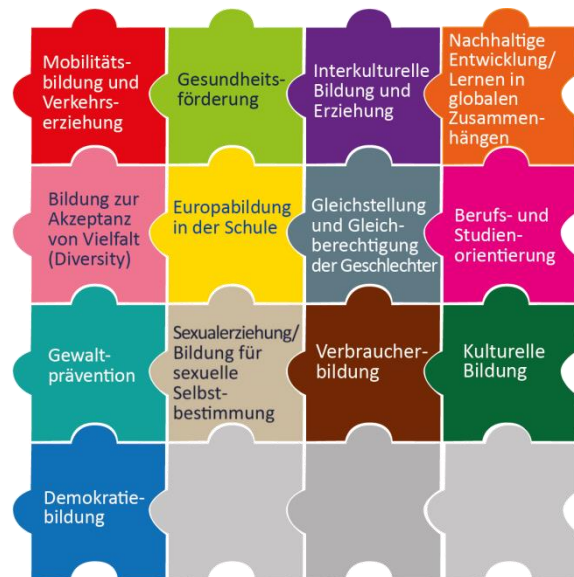 Mobilitäts-
bildung und
Verkehrs-
erziehung
Gesundheits-
förderung
Interkulturelle
Bildung und
Erziehung
Nachhaltige
Entwicklung/
Lernen in
globalen
Zusammen-
hängen
Bildung zur
Akzeptanz
von Vielfalt
(Diversity)
Europabildung
in der Schule
Gleichstellung
und Gleich-
berechtigung
der Geschlechter
Berufs- und
Studien-
orientierung
Gewalt-
prävention
Sexualerziehung/
Bildung für
sexuelle
Selbst-
bestimmung
Verbraucher-
bildung
Kulturelle
Bildung
Demokratie-
bildung